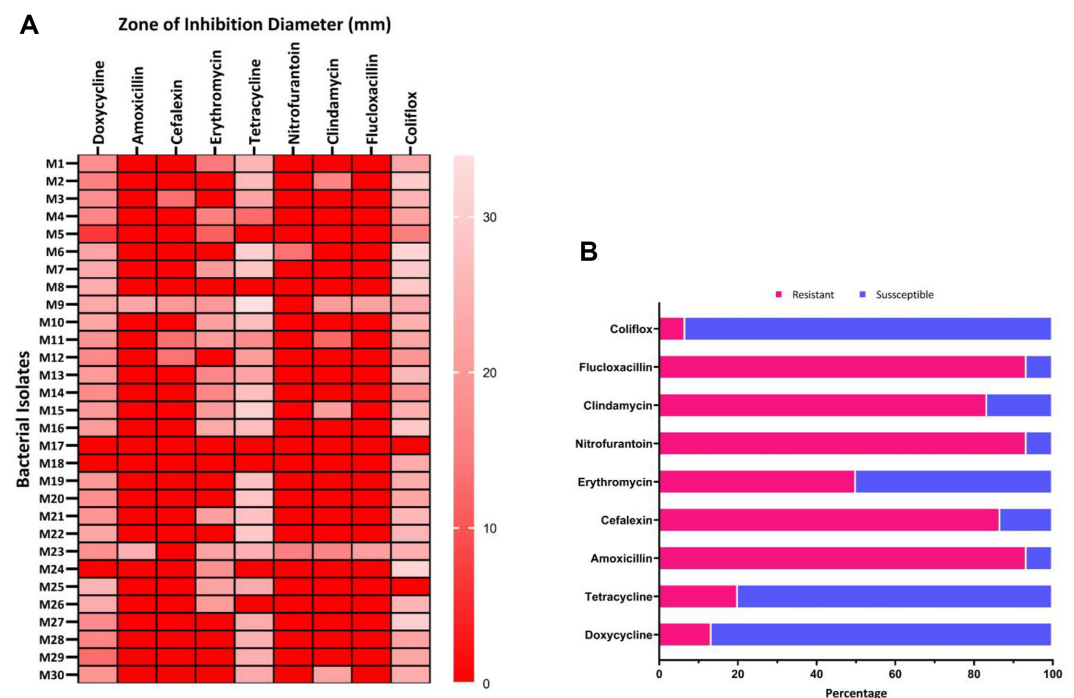 A
Zone of Inhibition Diameter (mm)
Doxycycline
Amoxicillin
Cefalexin
Erythromycin
Tetracycline
Nitrofurantoin
Clindamycin
Flucloxacillin
Coliflox
Bacterial Isolates
M1
M2
M3
M4
M5
M6
M7
M8
M9
M10
M11
M12
M13
M14
M15
M16
M17
M18
M19
M20
M21
M22
M23
M24
M25
M26
M27
M28
M29
M30
30
20
10
0
B
Resistant
Sussceptible
Coliflox
Flucloxacillin
Clindamycin
Nitrofurantoin
Erythromycin
Cefalexin
Amoxicillin
Tetracycline
Doxycycline
0 20 40 60 80 100
Percentage